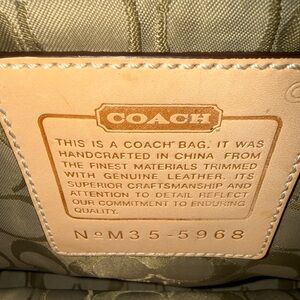 COACH
THIS IS A COACH BAG. IT WAS
HANDCRAFTED IN CHINA FROM
THE FINEST MATERIALS TRIMMED
WITH GENUINE LEATHER. ITS
SUPERIOR CRAFTSMANSHIP AND
ATTENTION TO DETAIL REFLECT
OUR COMMITMENT TO ENDURING
QUALITY.
NºM35-5968